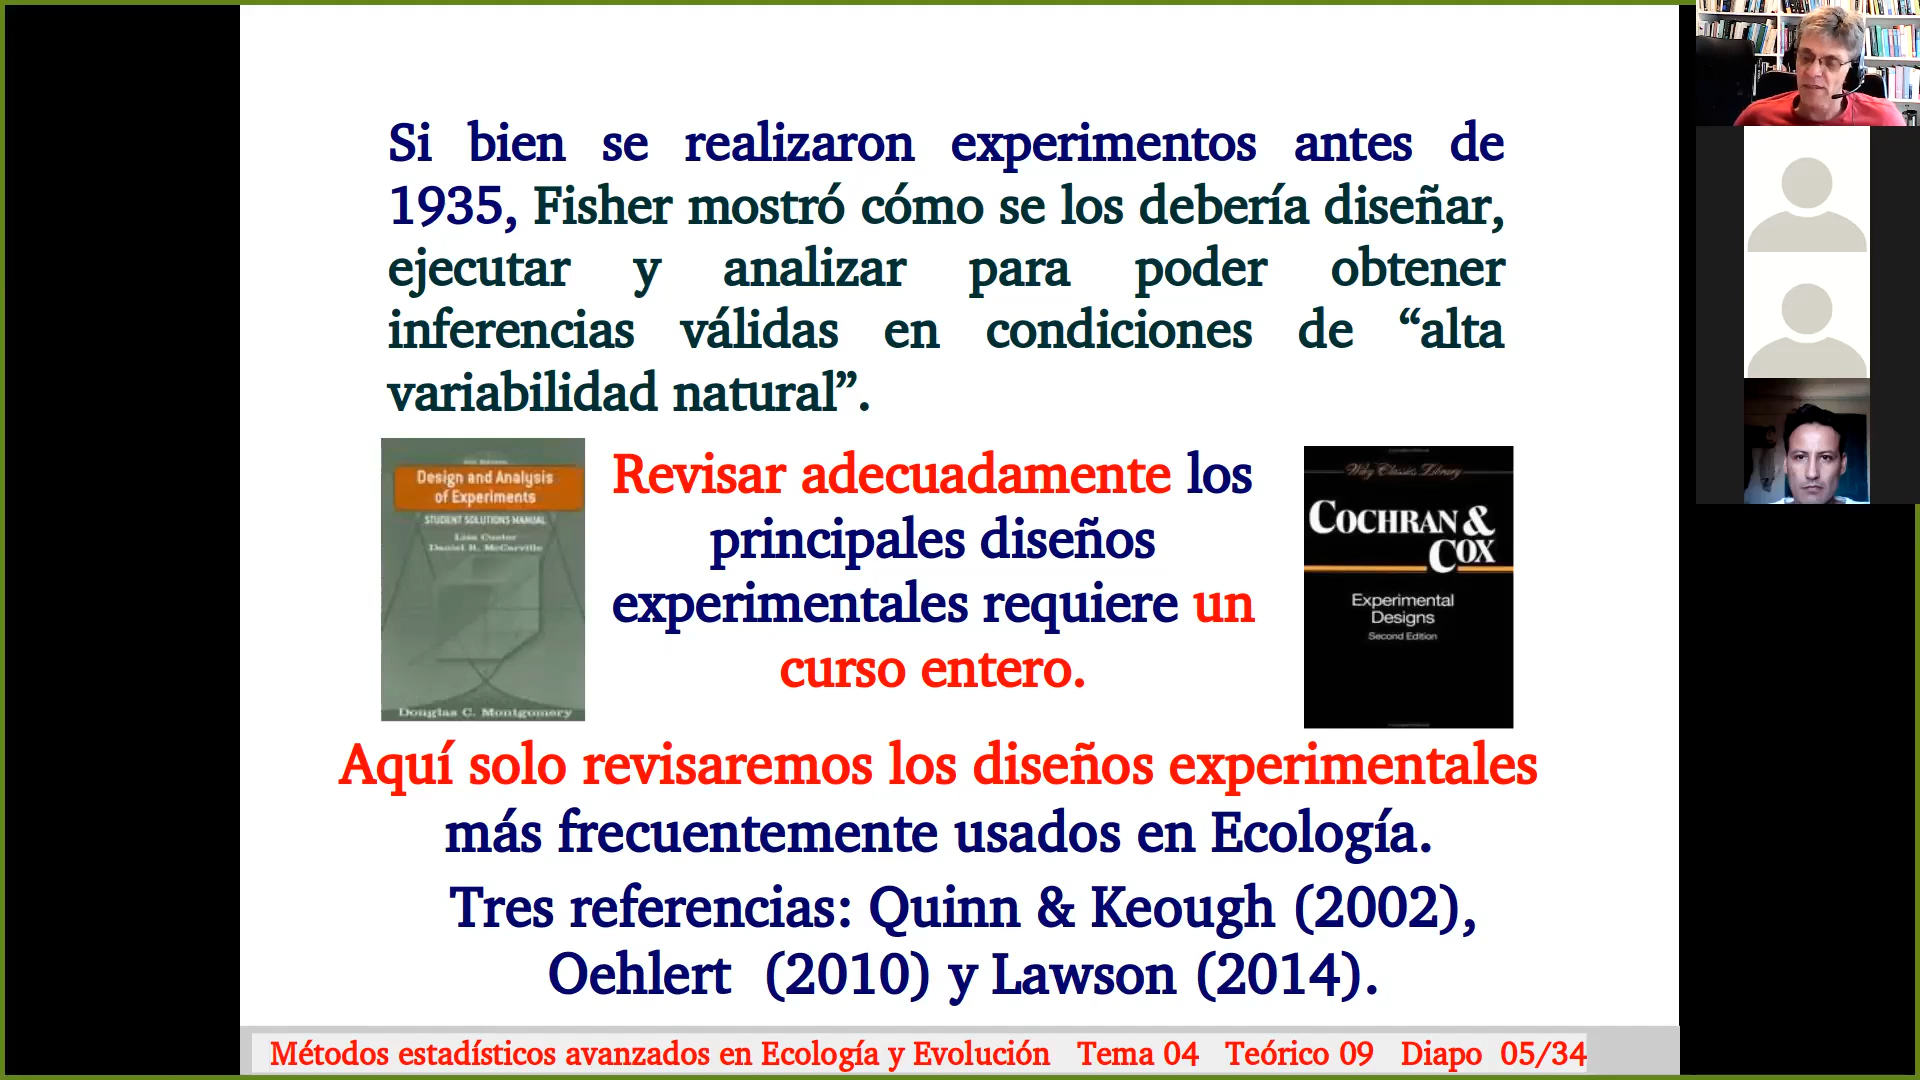 Si bien se realizaron experimentos antes de
1935, Fisher mostró cómo se los debería diseñar,
ejecutar y analizar para poder obtener
inferencias válidas en condiciones de “alta
variabilidad natural”.
Design and Analysis
of Experiments
STUDENT SOLUTIONS MANUAL
Lisa Custer
Daniel R. McCarville
Douglas C. Montgomery
Revisar adecuadamente los
principales diseños
experimentales requiere un
curso entero.
Wiley Classics Library
COCHRAN &
COX
Experimental
Designs
Second Edition
Aquí solo revisaremos los diseños experimentales
más frecuentemente usados en Ecología.
Tres referencias: Quinn & Keough (2002),
Oehlert (2010) y Lawson (2014).
Métodos estadísticos avanzados en Ecología y Evolución Tema 04 Teórico 09 Diapo 05/34